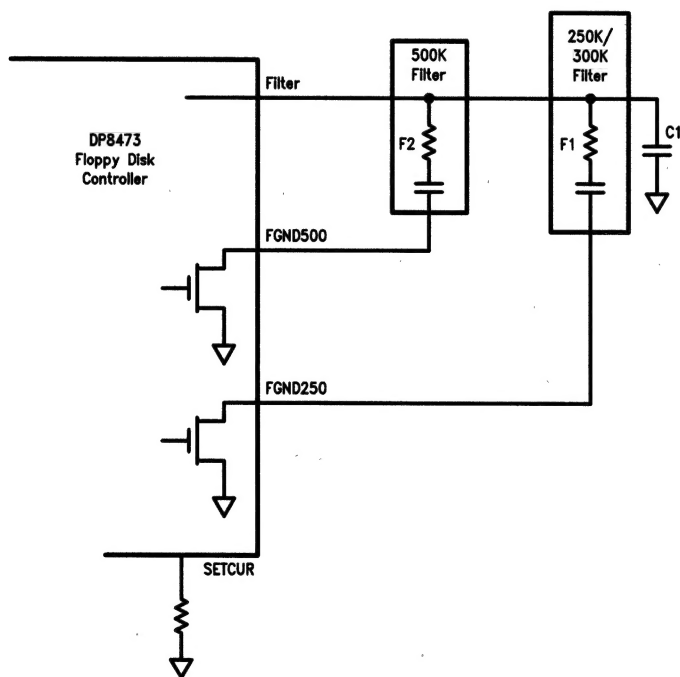 250K/
300K
Filter
500K
Filter
Filter
C1
DP8473
Floppy Disk
Controller
F2
F1
FGND500
FGND250
SETCUR